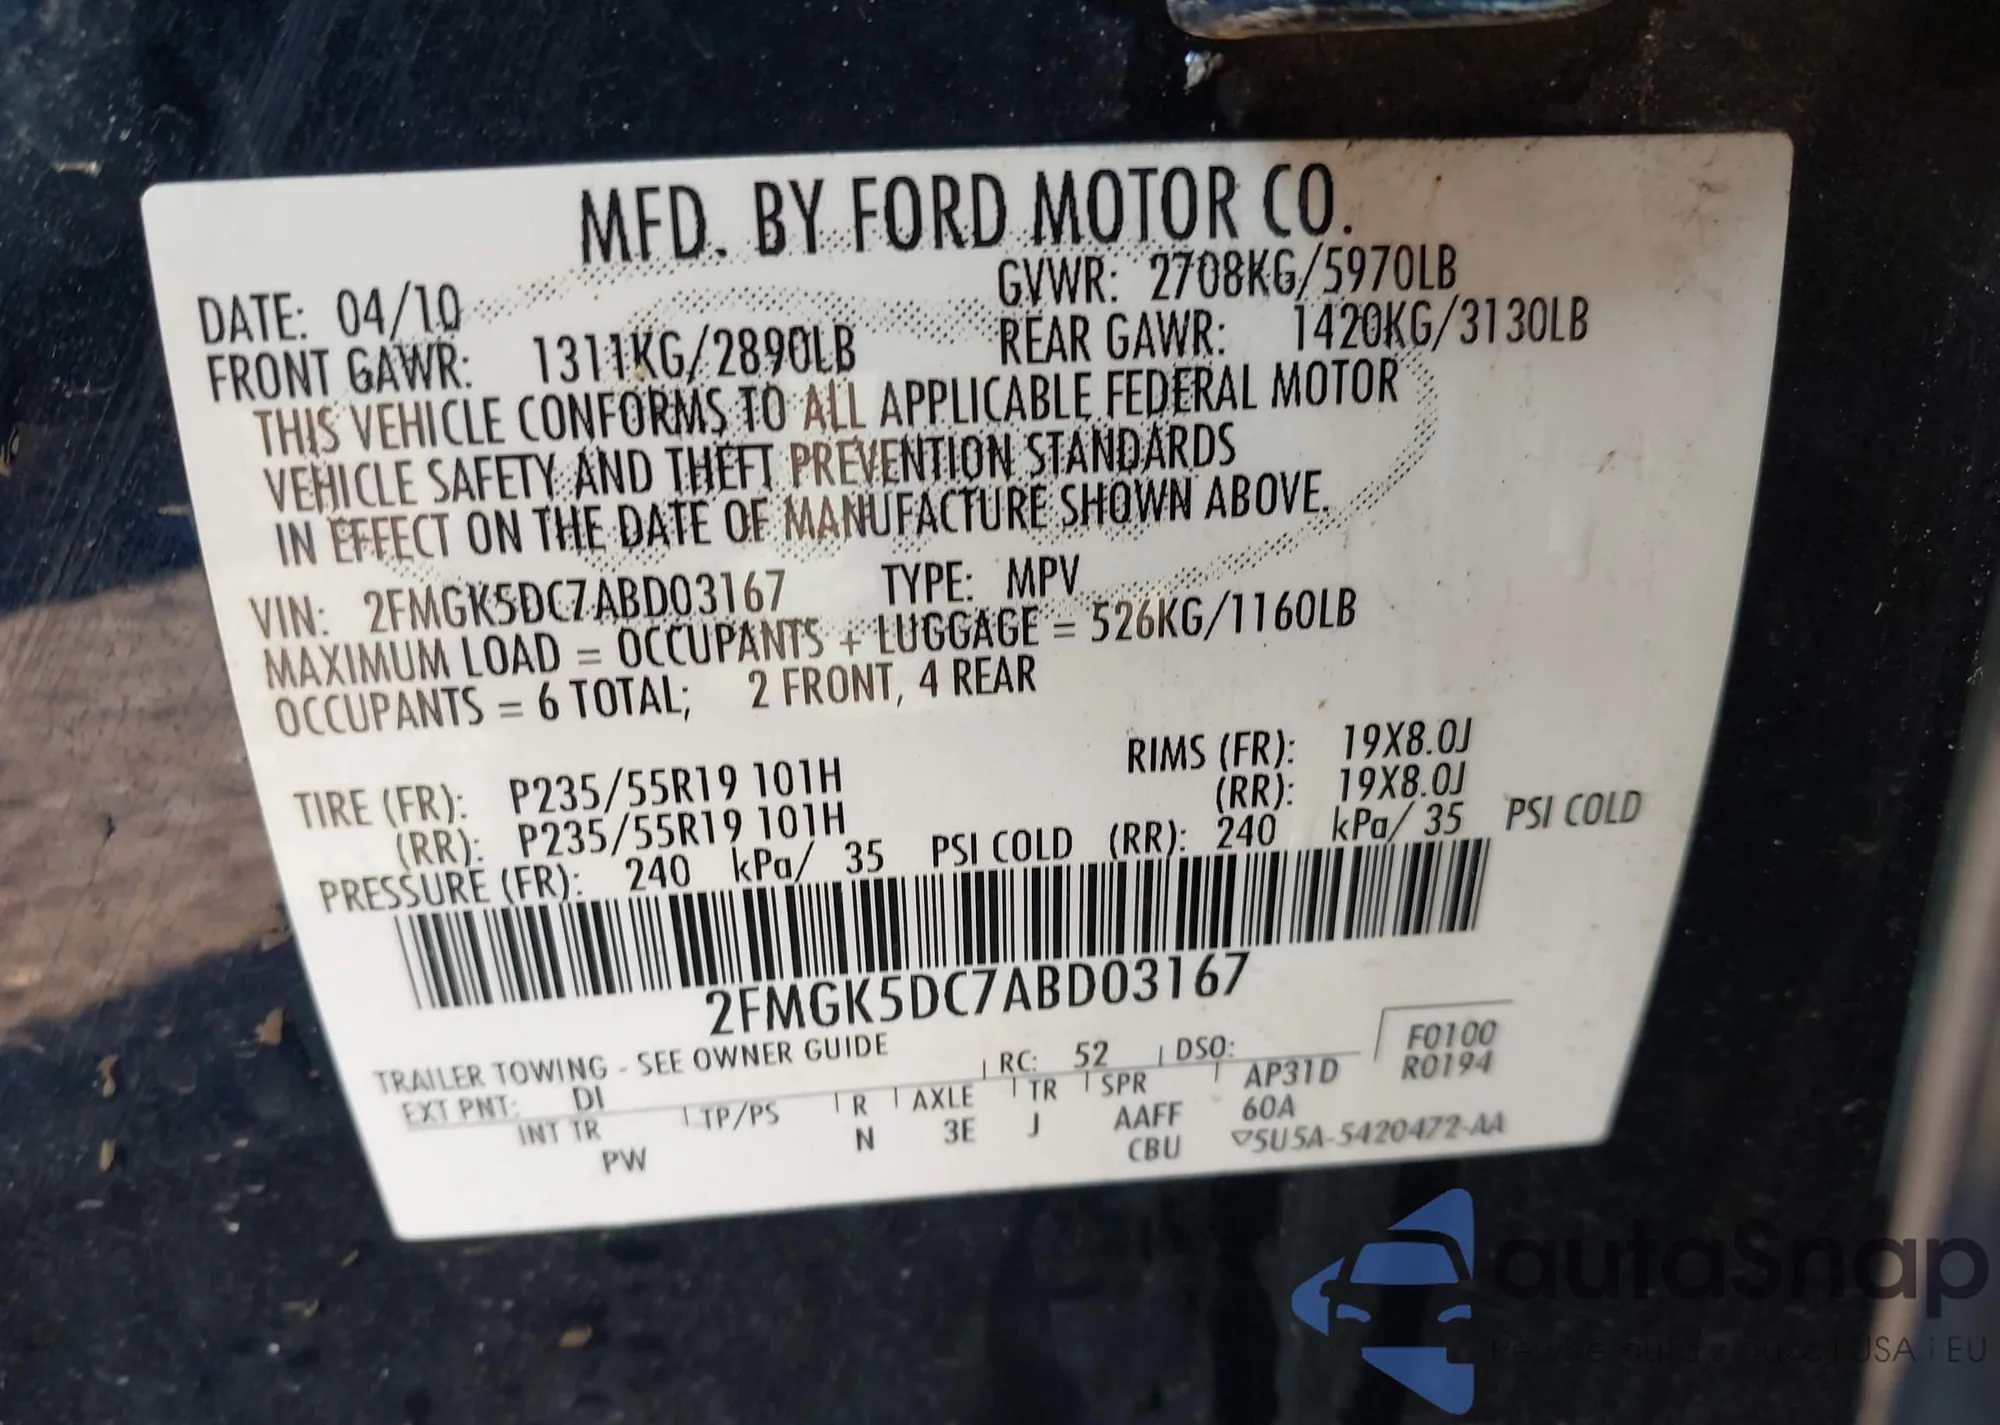 MFD. BY FORD MOTOR CO.
DATE: 04/10 GVWR: 2708KG/5970LB
FRONT GAWR: 1311KG/2890LB REAR GAWR: 1420KG/3130LB
THIS VEHICLE CONFORMS TO ALL APPLICABLE FEDERAL MOTOR
VEHICLE SAFETY AND THEFT PREVENTION STANDARDS
IN EFFECT ON THE DATE OF MANUFACTURE SHOWN ABOVE.
VIN: 2FMGK5DC7ABD03167 TYPE: MPV
MAXIMUM LOAD = OCCUPANTS + LUGGAGE = 526KG/1160LB
OCCUPANTS = 6 TOTAL; 2 FRONT, 4 REAR
TIRE (FR): P235/55R19 101H RIMS (FR): 19X8.0J
(RR): P235/55R19 101H (RR): 19X8.0J
PRESSURE (FR): 240 kPa/ 35 PSI COLD (RR): 240 kPa/ 35 PSI COLD
2FMGK5DC7ABD03167
TRAILER TOWING - SEE OWNER GUIDE
EXT PNT: DI RC: 52 DSO: F0100
R0194
INT TR TP/PS R AXLE TR SPR AP31D
PW N 3E J AAFF 60A
CBU ▽5U5A-5420472-AA
autaSnap
USA i EU